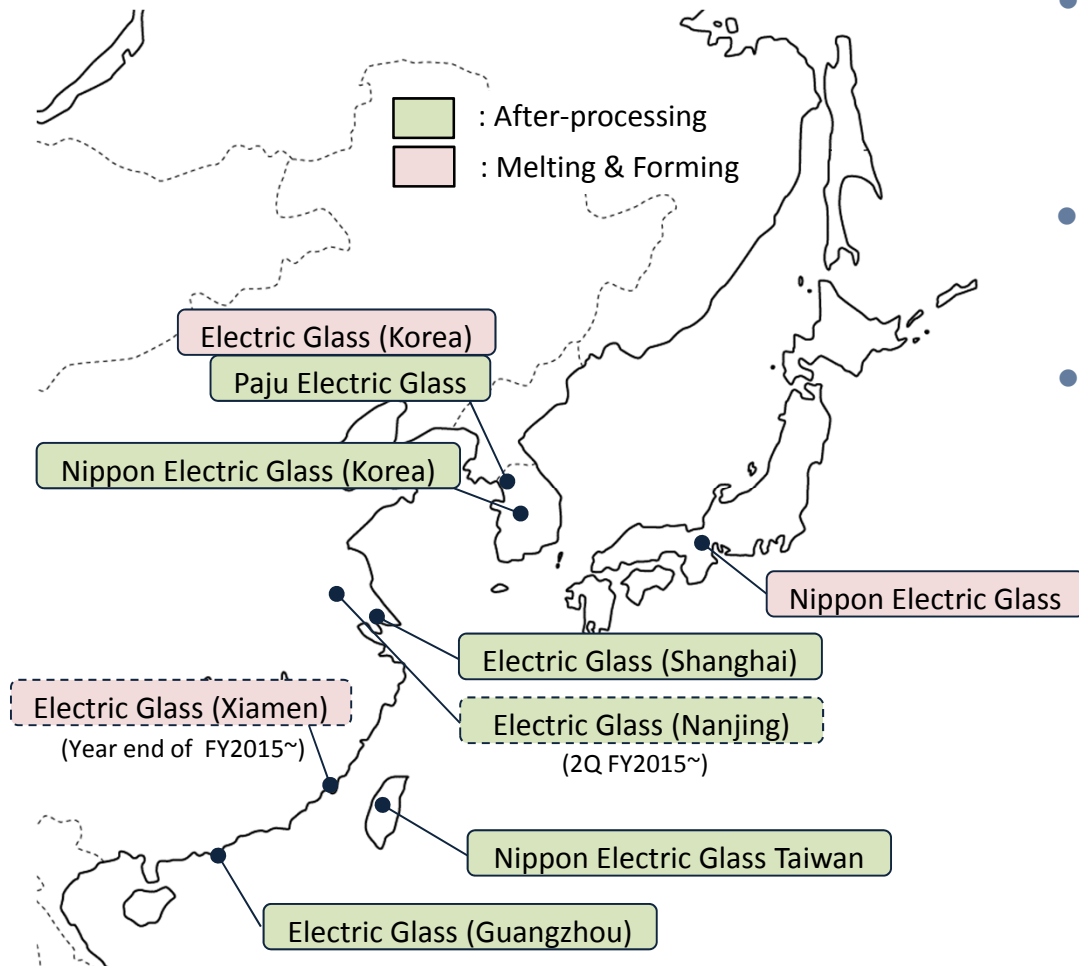 : After-processing
: Melting & Forming
Electric Glass (Korea)
Paju Electric Glass
Nippon Electric Glass (Korea)
Nippon Electric Glass
Electric Glass (Shanghai)
Electric Glass (Xiamen)
(Year end of FY2015~)
Electric Glass (Nanjing)
(2Q FY2015~)
Nippon Electric Glass Taiwan
Electric Glass (Guangzhou)